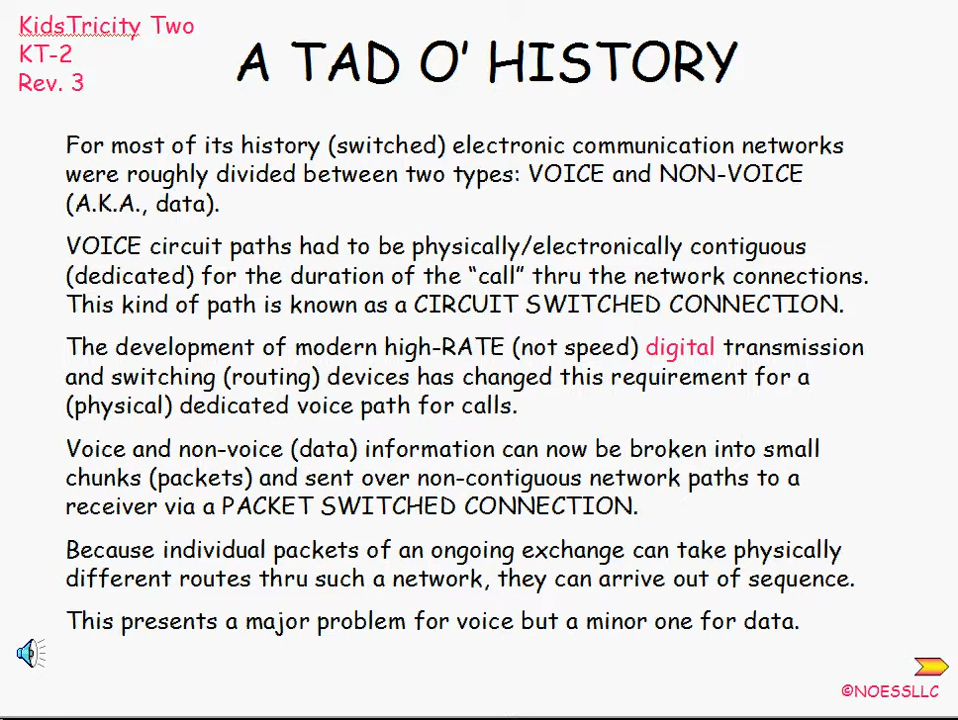 KidsTricity Two
KT-2
Rev. 3
A TAD O' HISTORY
For most of its history (switched) electronic communication networks
were roughly divided between two types: VOICE and NON-VOICE
(A.K.A., data).
VOICE circuit paths had to be physically/electronically contiguous
(dedicated) for the duration of the “call” thru the network connections.
This kind of path is known as a CIRCUIT SWITCHED CONNECTION.
The development of modern high-RATE (not speed) digital transmission
and switching (routing) devices has changed this requirement for a
(physical) dedicated voice path for calls.
Voice and non-voice (data) information can now be broken into small
chunks (packets) and sent over non-contiguous network paths to a
receiver via a PACKET SWITCHED CONNECTION.
Because individual packets of an ongoing exchange can take physically
different routes thru such a network, they can arrive out of sequence.
This presents a major problem for voice but a minor one for data.
©NOESSLLC